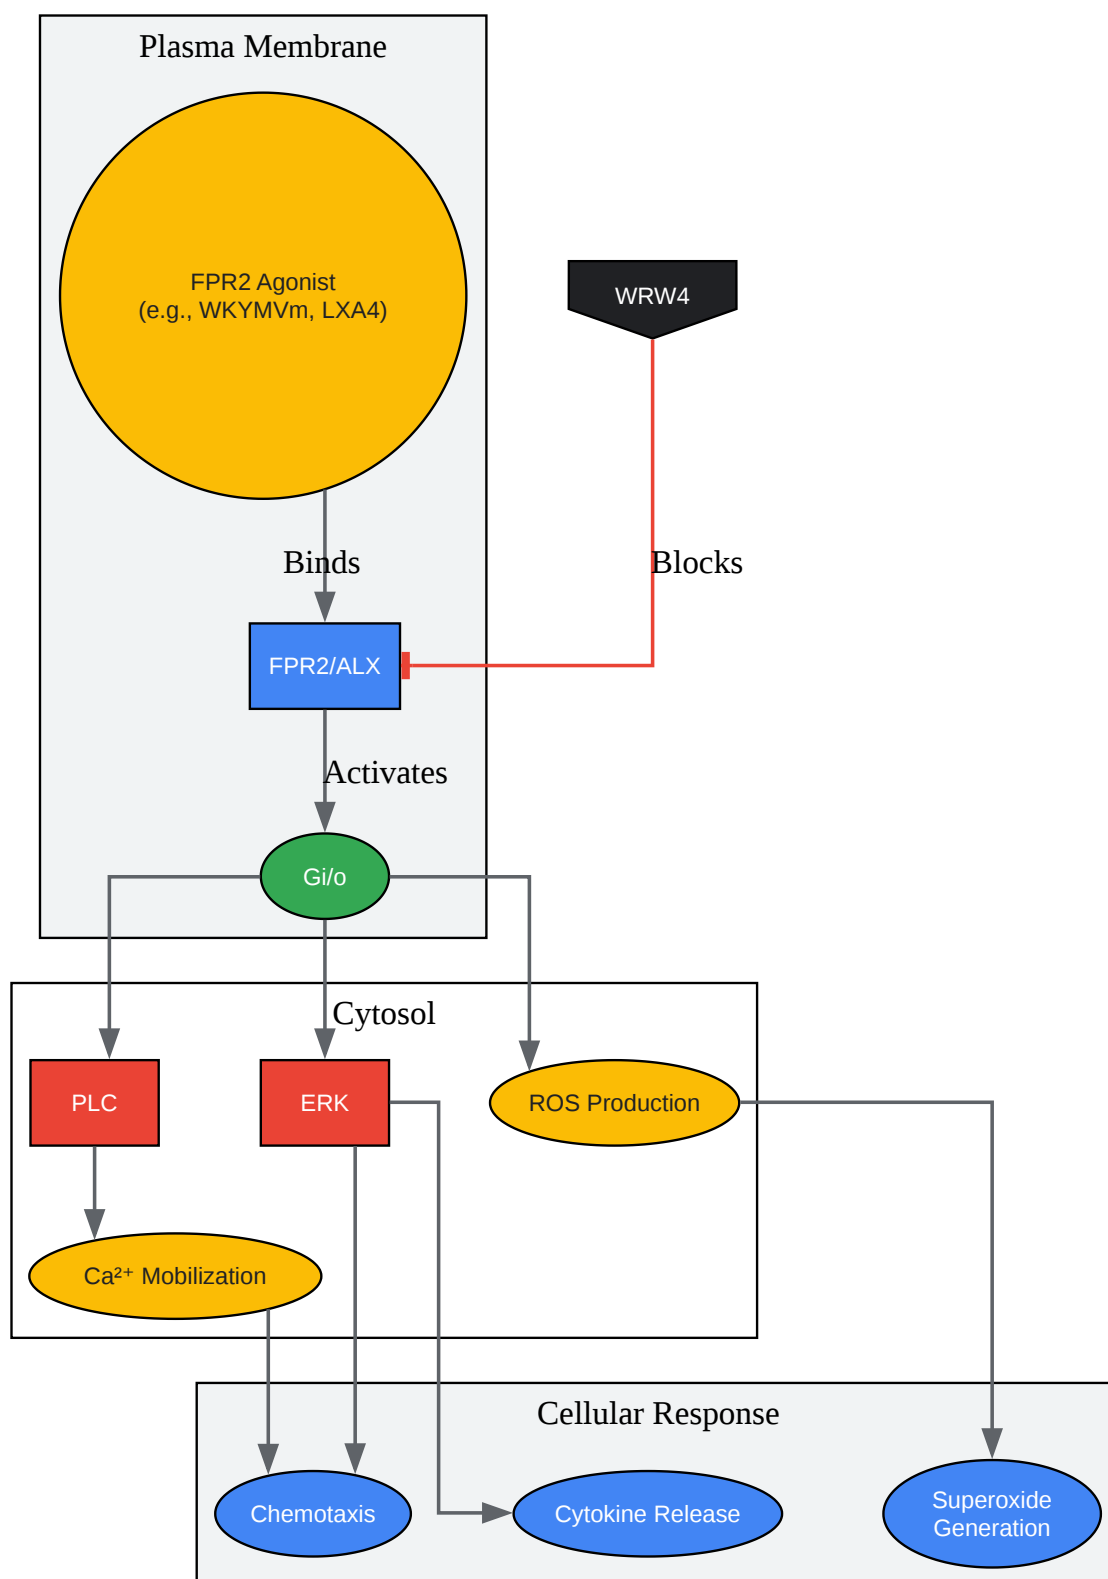 Plasma Membrane
FPR2 Agonist
(e.g., WKYMVm, LXA4)
WRW4
Binds
Blocks
FPR2/ALX
Activates
Gi/o
Cytosol
PLC
ERK
ROS Production
Ca²⁺ Mobilization
Cellular Response
Chemotaxis
Cytokine Release
Superoxide
Generation